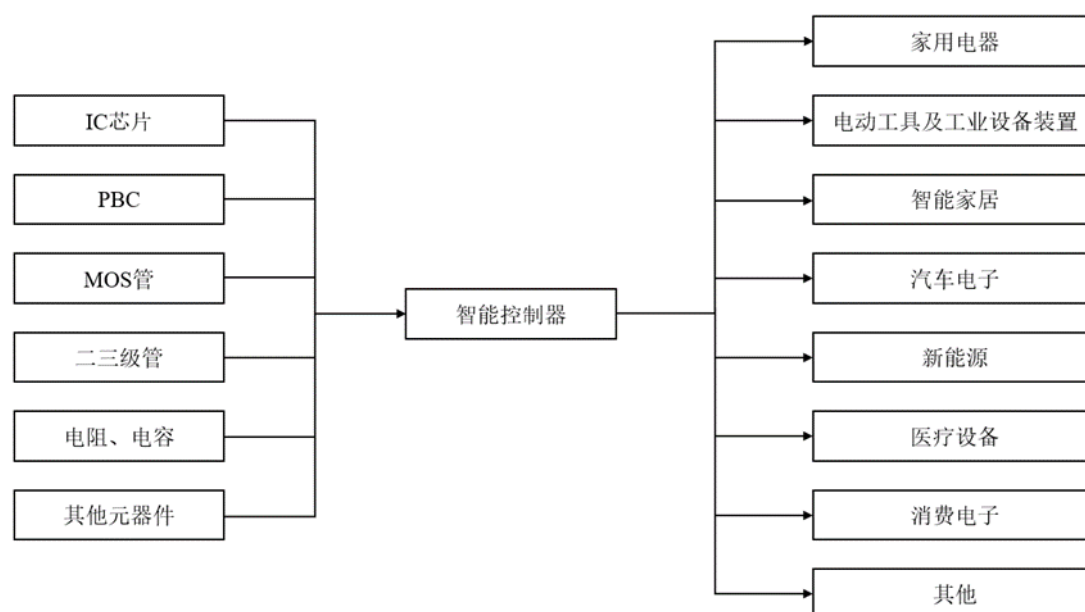 IC芯片
PBC
MOS管
二三级管
电阻、电容
其他元器件
智能控制器
家用电器
电动工具及工业设备装置
智能家居
汽车电子
新能源
医疗设备
消费电子
其他